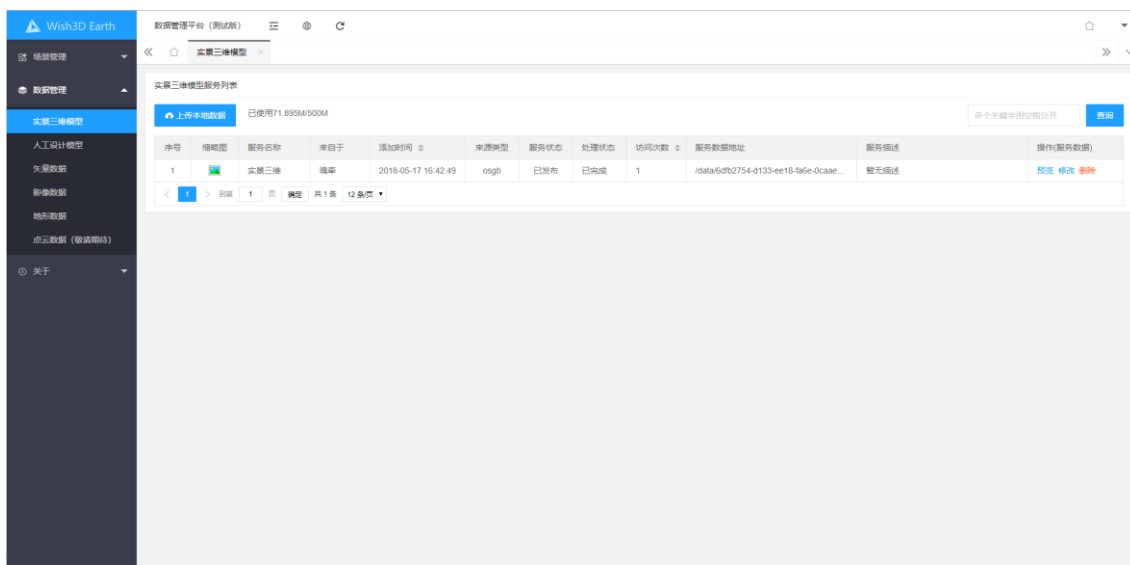 Wish3D Earth
数据管理平台（测试版）
场景管理
实景三维模型 ×
数据管理
实景三维模型
人工设计模型
矢量数据
影像数据
地形数据
点云数据（敬请期待）
关于
实景三维模型服务列表
上传本地数据 已使用71.895M/500M 多个关键字用空格分开 查询
序号 缩略图 服务名称 来自于 添加时间 来源类型 服务状态 处理状态 访问次数 服务数据地址 服务描述 操作(服务数据)
1 实景三维 魂牵 2018-05-17 16:42:49 osgb 已发布 已完成 1 /data/6dfb2754-d133-ee18-fa6e-0caae... 暂无描述 预览 修改 删除
< 1 > 到第 1 页 确定 共 1 条 12 条/页